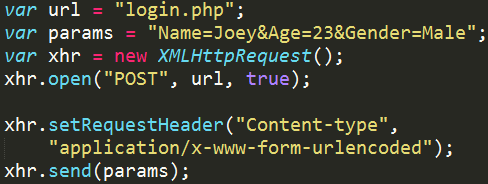 var url = "login.php";
var params = "Name=Joey&Age=23&Gender=Male";
var xhr = new XMLHttpRequest();
xhr.open("POST", url, true);
xhr.setRequestHeader("Content-type",
"application/x-www-form-urlencoded");
xhr.send(params);